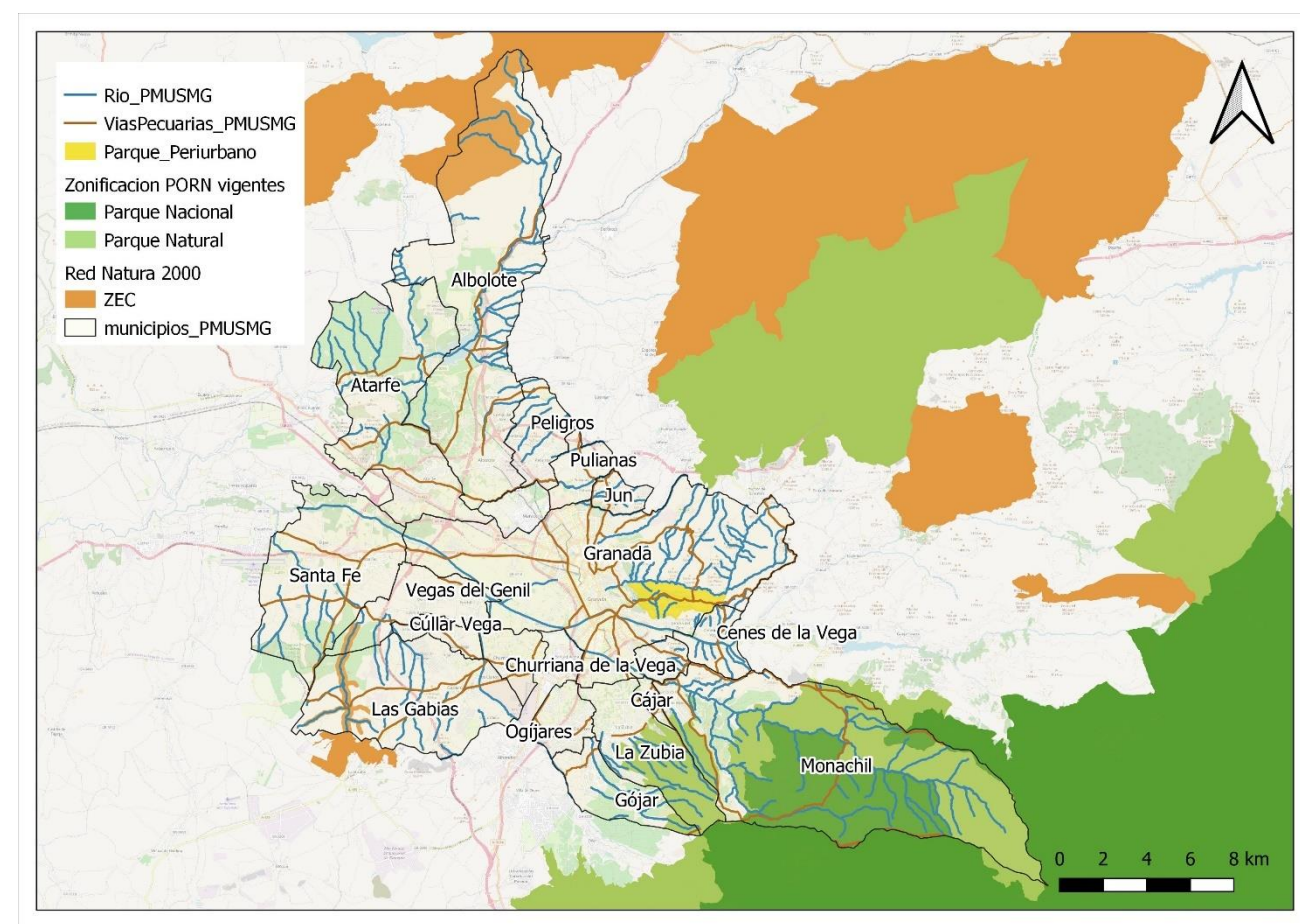 Rio_PMUSMG
ViasPecuarias_PMUSMG
Parque_Periurbano
Zonificacion PORN vigentes
Parque Nacional
Parque Natural
Red Natura 2000
ZEC
municipios_PMUSMG
Albolote
Atarfe
Peligros
Pulianas
Jun
Granada
Santa Fe
Vegas del Genil
Cúllar Vega
Cenes de la Vega
Churriana de la Vega
Cájar
Las Gabias
Ogíjares
La Zubia
Monachil
Gójar
0 2 4 6 8 km